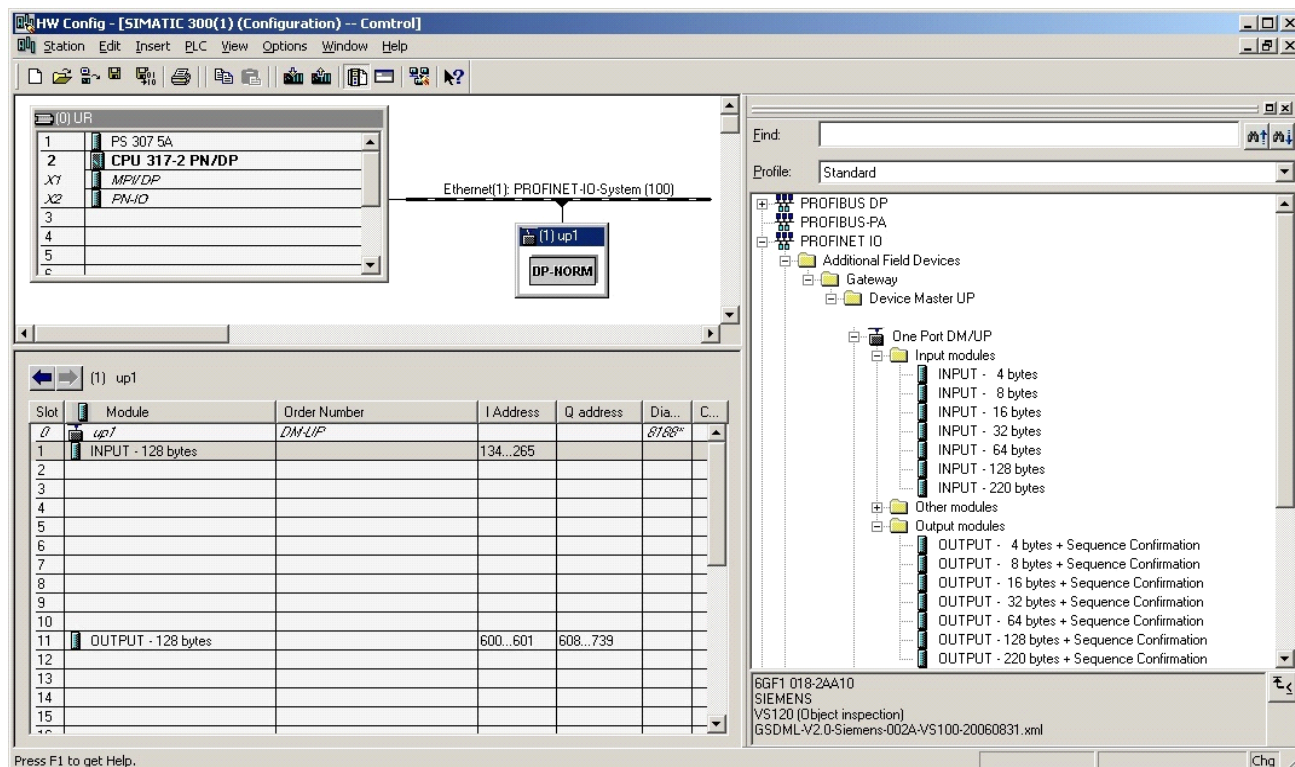 HW Config - [SIMATIC 300(1) (Configuration) -- Comtrol]
Station Edit Insert PLC View Options Window Help
(0) UR
1 PS 307 5A
2 CPU 317-2 PN/DP
X1 MPI/DP
X2 PN-IO
3
4
5
6
Ethernet(1): PROFINET-IO-System (100)
(1) up1
DP-NORM
(1) up1
Slot Module Order Number I Address Q address Dia... C...
0 up1 DM-UP 8188*
1 INPUT - 128 bytes 134...265
2
3
4
5
6
7
8
9
10
11 OUTPUT - 128 bytes 600...601 608...739
12
13
14
15
16
Find:
Profile: Standard
PROFIBUS DP
PROFIBUS-PA
PROFINET IO
Additional Field Devices
Gateway
Device Master UP
One Port DM/UP
Input modules
INPUT - 4 bytes
INPUT - 8 bytes
INPUT - 16 bytes
INPUT - 32 bytes
INPUT - 64 bytes
INPUT - 128 bytes
INPUT - 220 bytes
Other modules
Output modules
OUTPUT - 4 bytes + Sequence Confirmation
OUTPUT - 8 bytes + Sequence Confirmation
OUTPUT - 16 bytes + Sequence Confirmation
OUTPUT - 32 bytes + Sequence Confirmation
OUTPUT - 64 bytes + Sequence Confirmation
OUTPUT - 128 bytes + Sequence Confirmation
OUTPUT - 220 bytes + Sequence Confirmation
6GF1 018-2AA10
SIEMENS
VS120 (Object inspection)
GSDML-V2.0-Siemens-002A-VS100-20060831.xml
Press F1 to get Help.
Chg